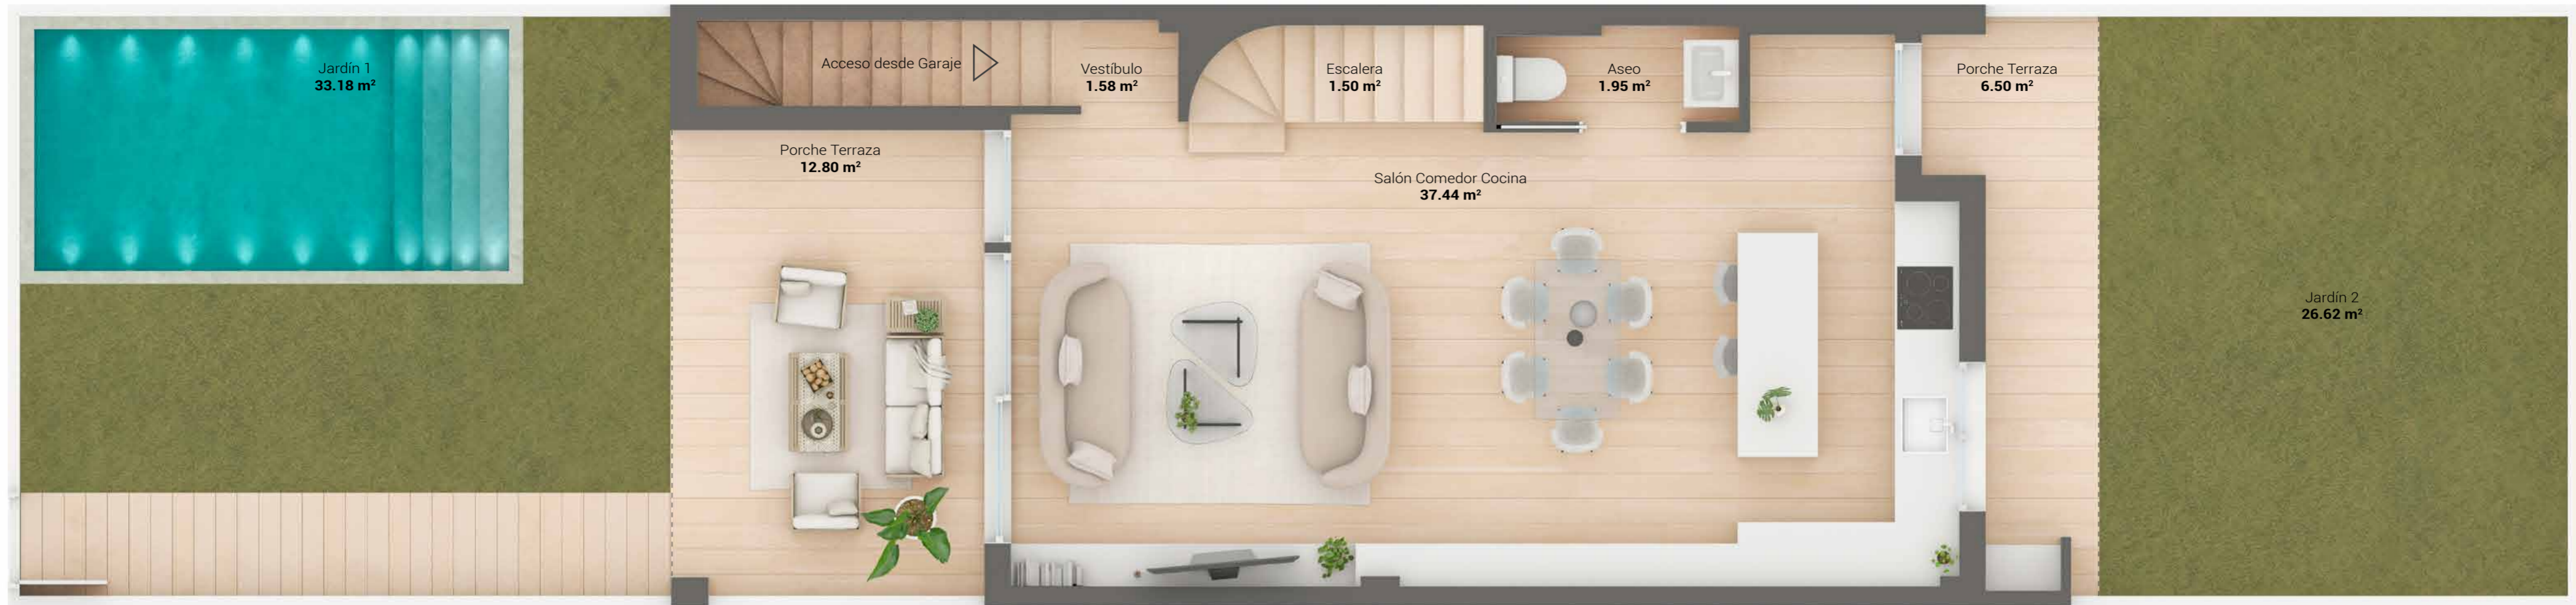 Jardín 1
33.18 m²
Acceso desde Garaje
Vestíbulo
1.58 m²
Escalera
1.50 m²
Aseo
1.95 m²
Porche Terraza
6.50 m²
Porche Terraza
12.80 m²
Salón Comedor Cocina
37.44 m²
Jardín 2
26.62 m²